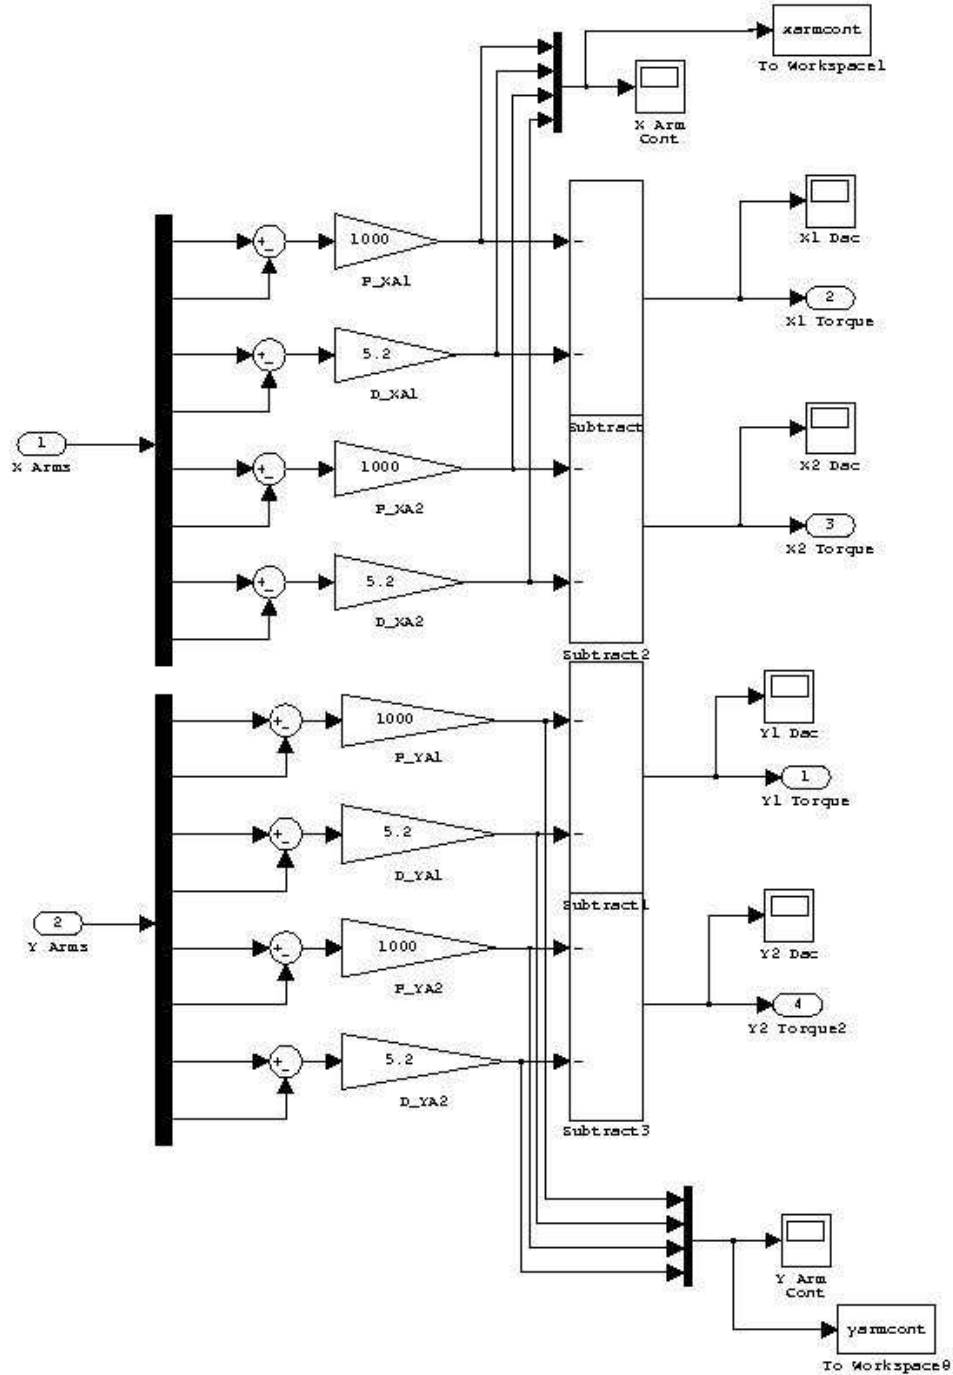 xarmcont
To Workspace1
X Arm
Cont
X1 Dac
1000
P_XA1
2
X1 Torque
5.2
D_XA1
Subtract
X2 Dac
1
X Arms
1000
P_XA2
3
X2 Torque
5.2
D_XA2
Subtract2
1000
P_YA1
Y1 Dac
1
Y1 Torque
5.2
D_YA1
Subtract1
2
Y Arms
1000
P_YA2
Y2 Dac
4
Y2 Torque2
5.2
D_YA2
Subtract3
Y Arm
Cont
yarmcont
To Workspace8